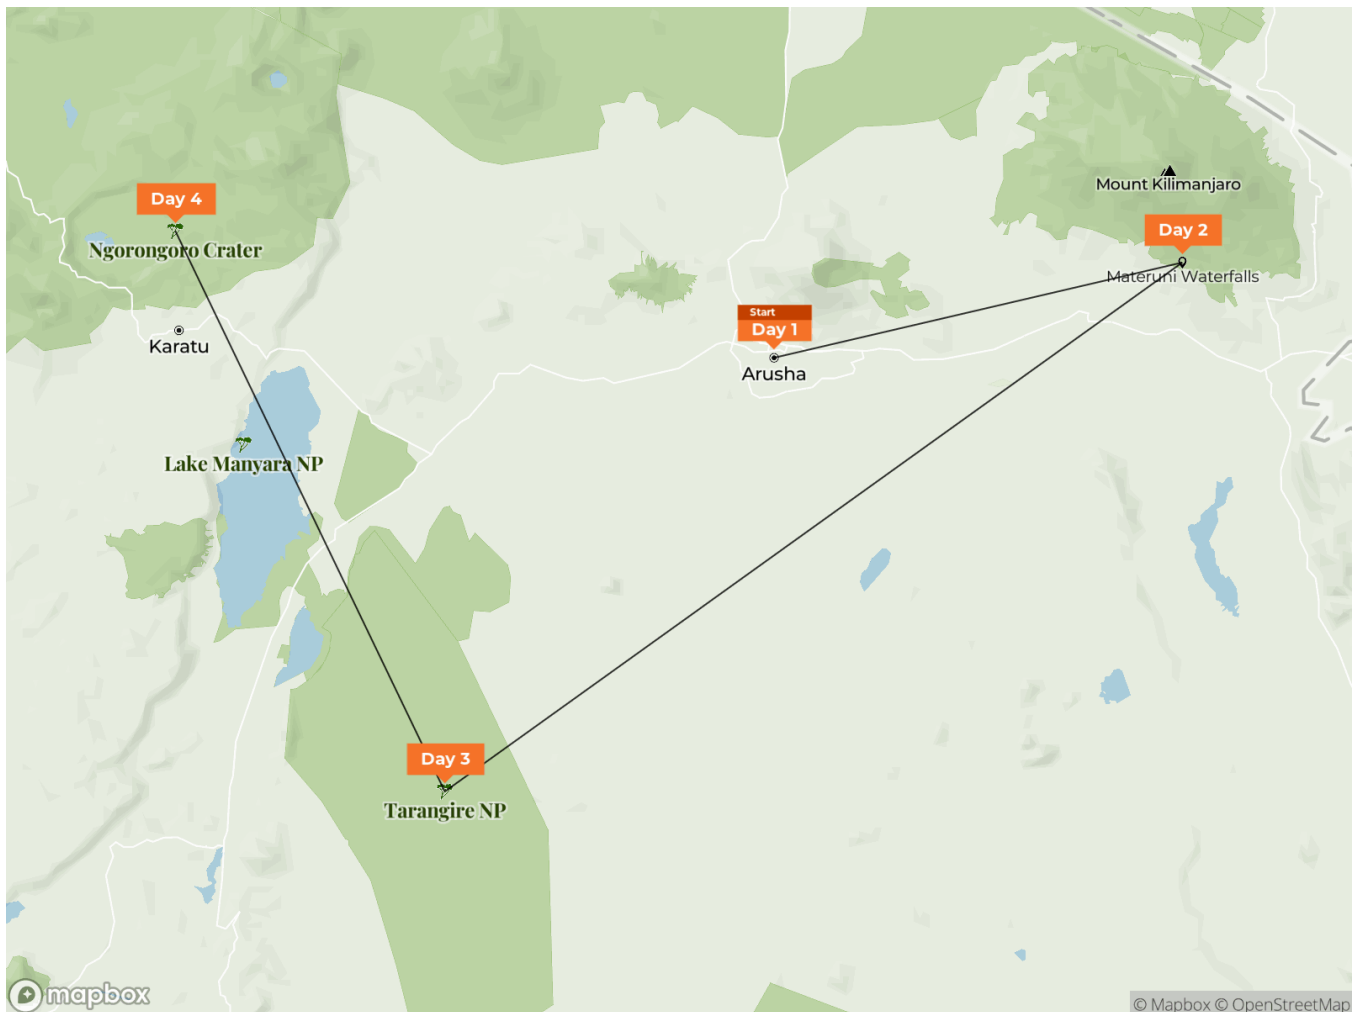 Day 4
Ngorongoro Crater
Karatu
Lake Manyara NP
Start
Day 1
Arusha
Mount Kilimanjaro
Day 2
Materuni Waterfalls
Day 3
Tarangire NP
mapbox
© Mapbox © OpenStreetMap